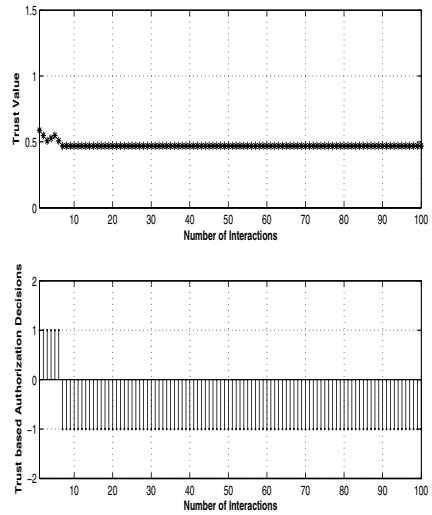 1.5
1
0.5
0
Trust Value
10 20 30 40 50 60 70 80 90 100
Number of Interactions
2
1
0
−1
−2
Trust based Authorization Decisions
10 20 30 40 50 60 70 80 90 100
Number of Interactions